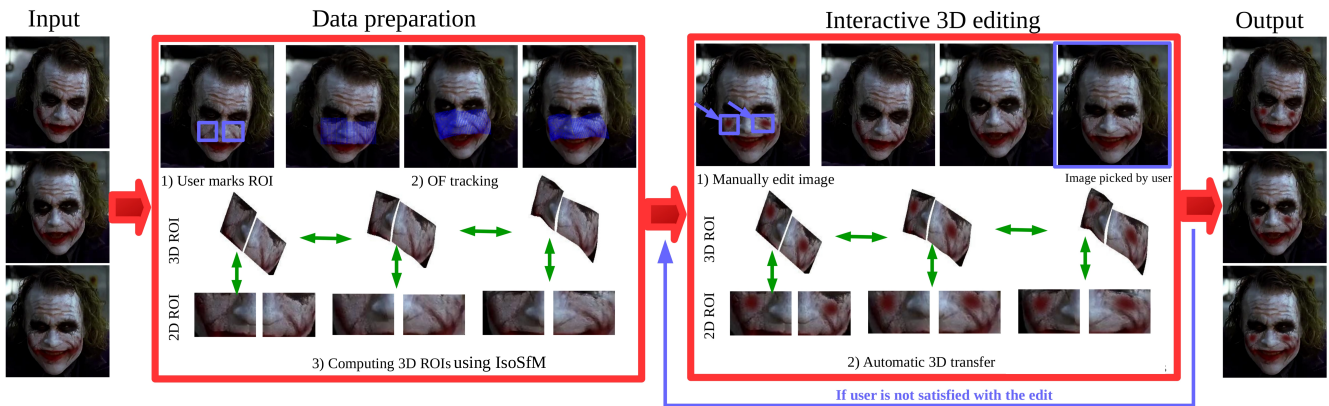 Input
Data preparation
Interactive 3D editing
Output
1) User marks ROI
2) OF tracking
3D ROI
2D ROI
3) Computing 3D ROIs using IsoSfM
1) Manually edit image
Image picked by user
3D ROI
2D ROI
2) Automatic 3D transfer
If user is not satisfied with the edit